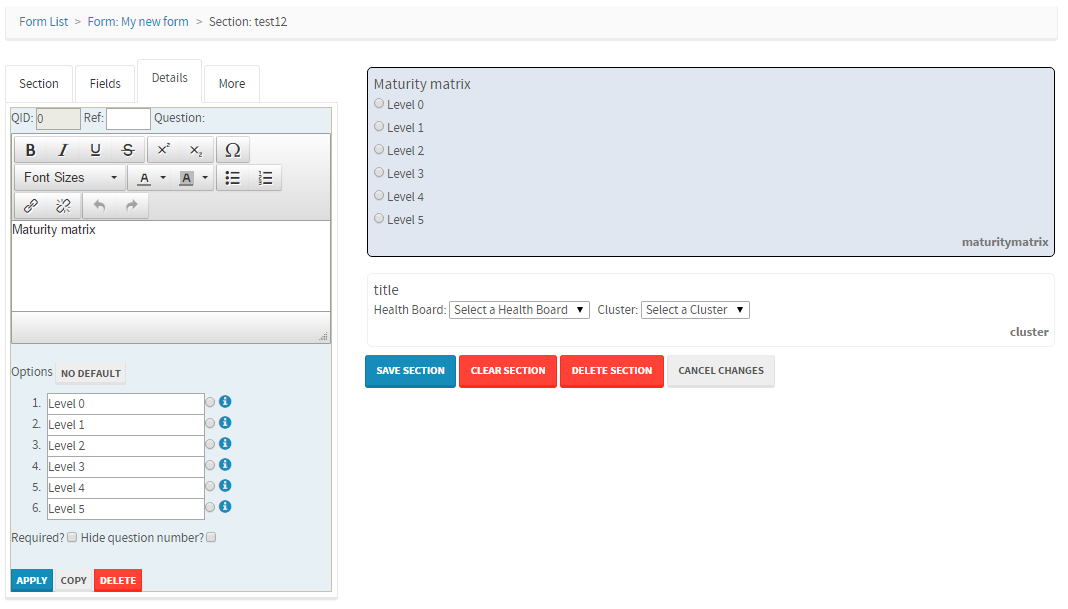 Form List > Form: My new form > Section: test12
Section Fields Details More
QID: 0 Ref: Question:
B I U S x² x₂ Ω
Font Sizes A A
Maturity matrix
Options NO DEFAULT
1. Level 0
2. Level 1
3. Level 2
4. Level 3
5. Level 4
6. Level 5
Required? Hide question number?
APPLY COPY DELETE
Maturity matrix
Level 0
Level 1
Level 2
Level 3
Level 4
Level 5
maturitymatrix
title
Health Board: Select a Health Board Cluster: Select a Cluster
cluster
SAVE SECTION CLEAR SECTION DELETE SECTION CANCEL CHANGES